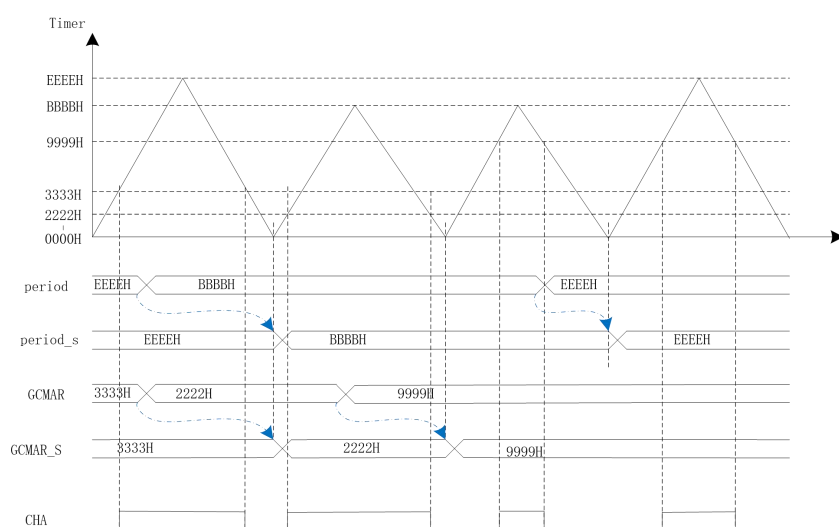 Timer
EEEEH
BBBBH
9999H
3333H
2222H
0000H
period EEEEH BBBBH EEEEH
period_s EEEEH BBBBH EEEEH
GCMAR 3333H 2222H 9999H
GCMAR_S 3333H 2222H 9999H
CHA